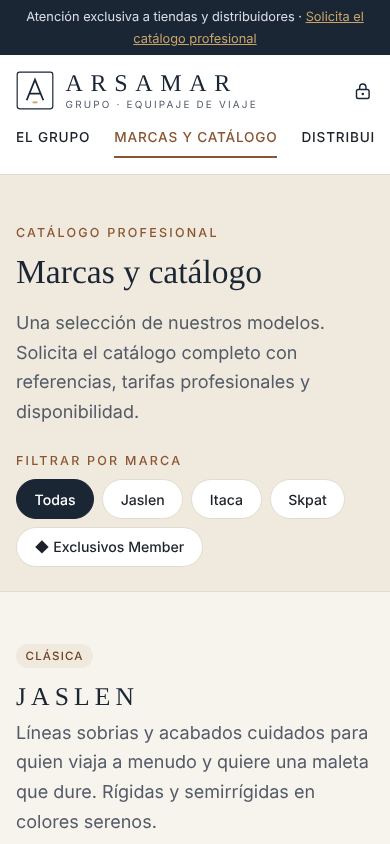 Atención exclusiva a tiendas y distribuidores · Solicita el
catálogo profesional
A
ARSAMAR
GRUPO · EQUIPAJE DE VIAJE
EL GRUPO
MARCAS Y CATÁLOGO
DISTRIBUI
CATÁLOGO PROFESIONAL
Marcas y catálogo
Una selección de nuestros modelos.
Solicita el catálogo completo con
referencias, tarifas profesionales y
disponibilidad.
FILTRAR POR MARCA
Todas
Jaslen
Itaca
Skpat
◆ Exclusivos Member
CLÁSICA
JASLEN
Líneas sobrias y acabados cuidados para
quien viaja a menudo y quiere una maleta
que dure. Rígidas y semirrígidas en
colores serenos.